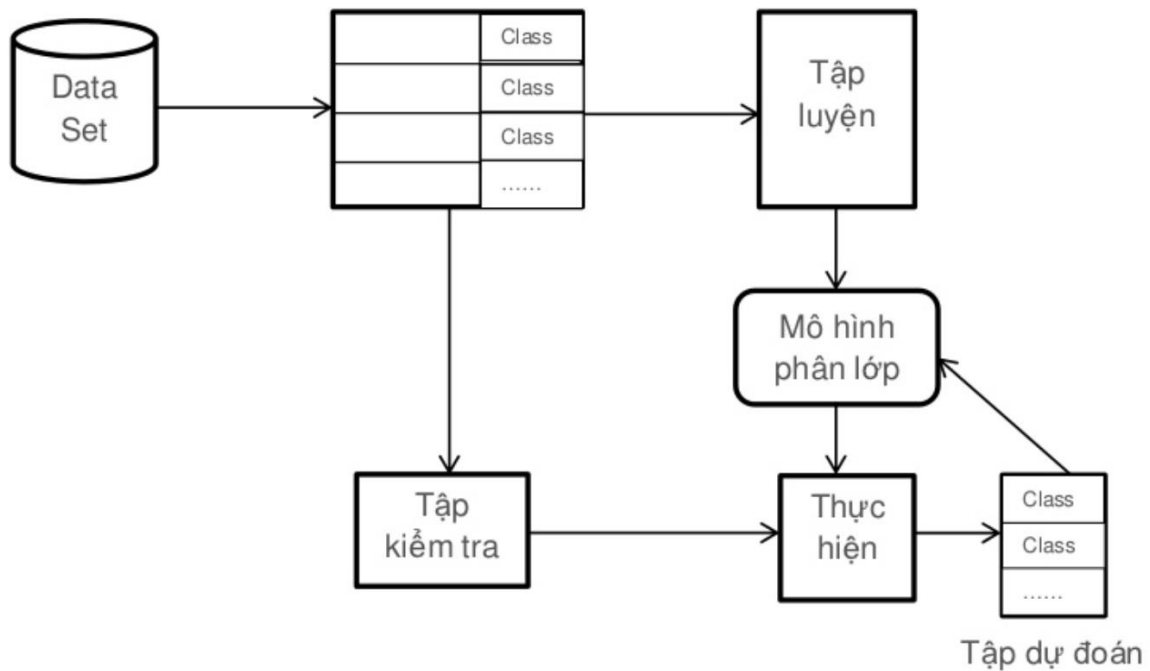 Data
Set
Class
Class
Class
......
Tập
luyện
Mô hình
phân lớp
Tập
kiểm tra
Thực
hiện
Class
Class
......
Tập dự đoán